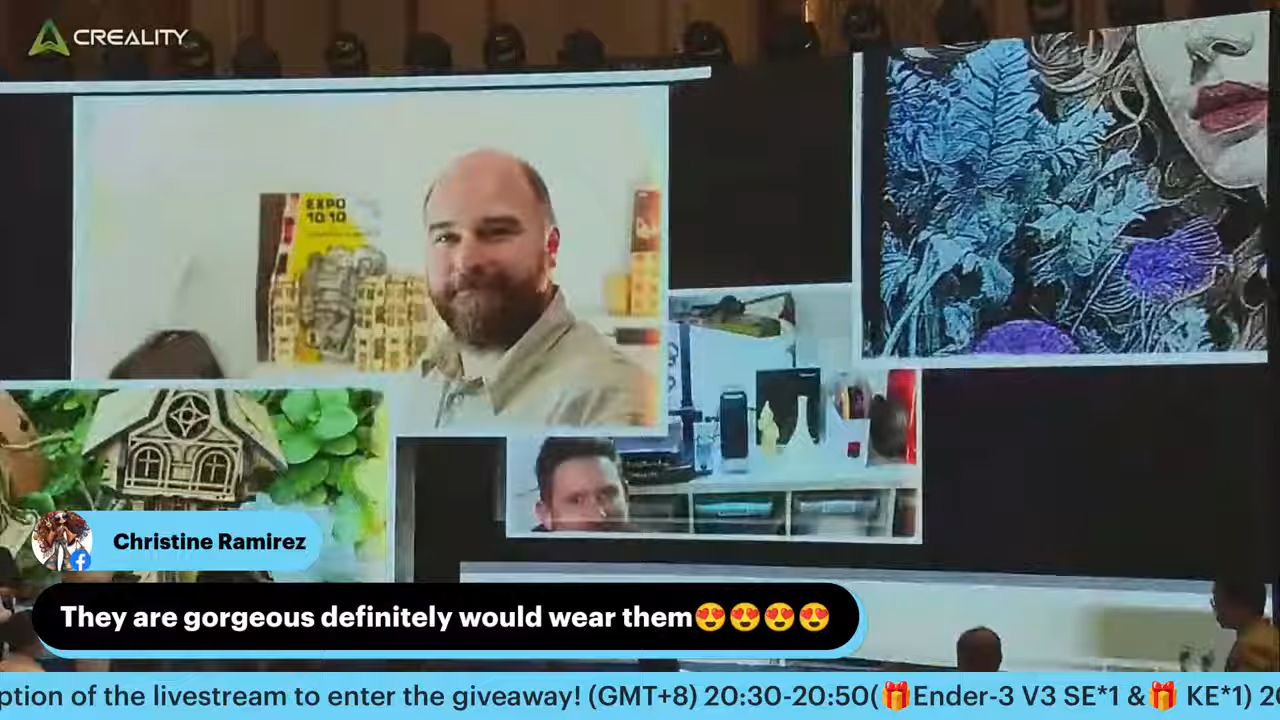 CREALITY
EXPO
10:10
Christine Ramirez
They are gorgeous definitely would wear them😍😍😍😍
ption of the livestream to enter the giveaway! (GMT+8) 20:30-20:50(🎁Ender-3 V3 SE*1 &🎁 KE*1) 20